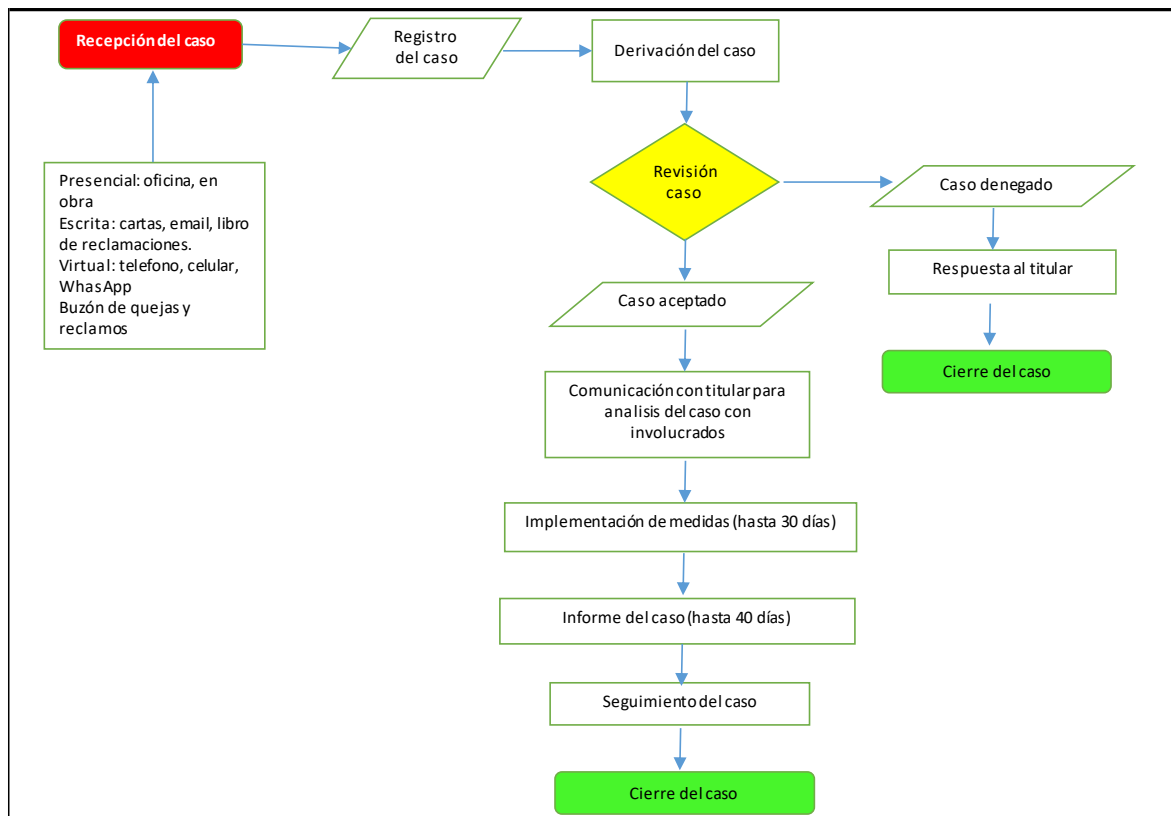 Recepción del caso
Registro
del caso
Derivación del caso
Presencial: oficina, en
obra
Escrita: cartas, email, libro
de reclamaciones.
Virtual: telefono, celular,
WhasApp
Buzón de quejas y
reclamos
Revisión
caso
Caso denegado
Respuesta al titular
Cierre del caso
Caso aceptado
Comunicación con titular para
analisis del caso con
involucrados
Implementación de medidas (hasta 30 días)
Informe del caso (hasta 40 días)
Seguimiento del caso
Cierre del caso